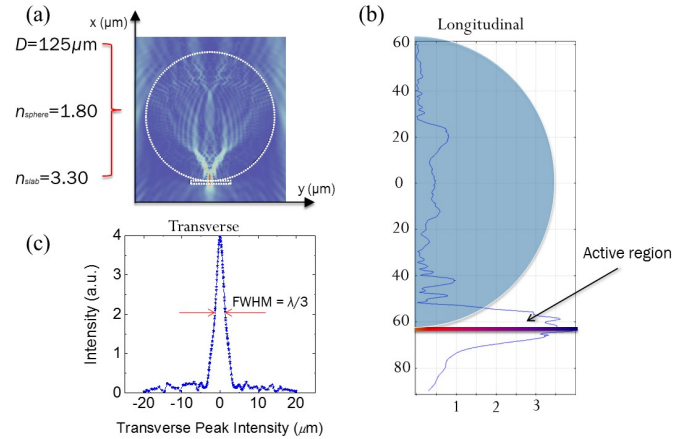 (a)
x (µm)
D=125µm
n_sphere=1.80
n_slab=3.30
y (µm)
(b)
Longitudinal
60
40
20
0
20
40
60
80
1
2
3
Active region
(c)
Transverse
4
3
2
1
0
Intensity (a.u.)
FWHM = λ/3
-20
-10
0
10
20
Transverse Peak Intensity (µm)